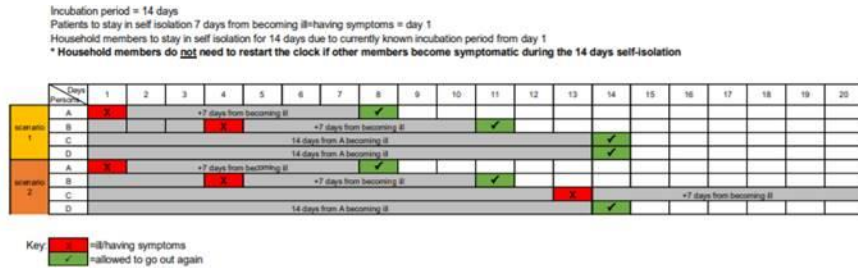 Incubation period = 14 days
Patients to stay in self isolation 7 days from becoming ill=having symptoms = day 1
Household members to stay in self isolation for 14 days due to currently known incubation period from day 1
* Household members do not need to restart the clock if other members become symptomatic during the 14 days self-isolation
Days
Persons 1 2 3 4 5 6 7 8 9 10 11 12 13 14 15 16 17 18 19 20
scenario 1
A X +7 days from becoming ill ✓
B X +7 days from becoming ill ✓
C 14 days from A becoming ill ✓
D 14 days from A becoming ill ✓
scenario 2
A X +7 days from becoming ill ✓
B X +7 days from becoming ill ✓
C X +7 days from becoming ill
D 14 days from A becoming ill ✓
Key: X =ill/having symptoms
✓ =allowed to go out again